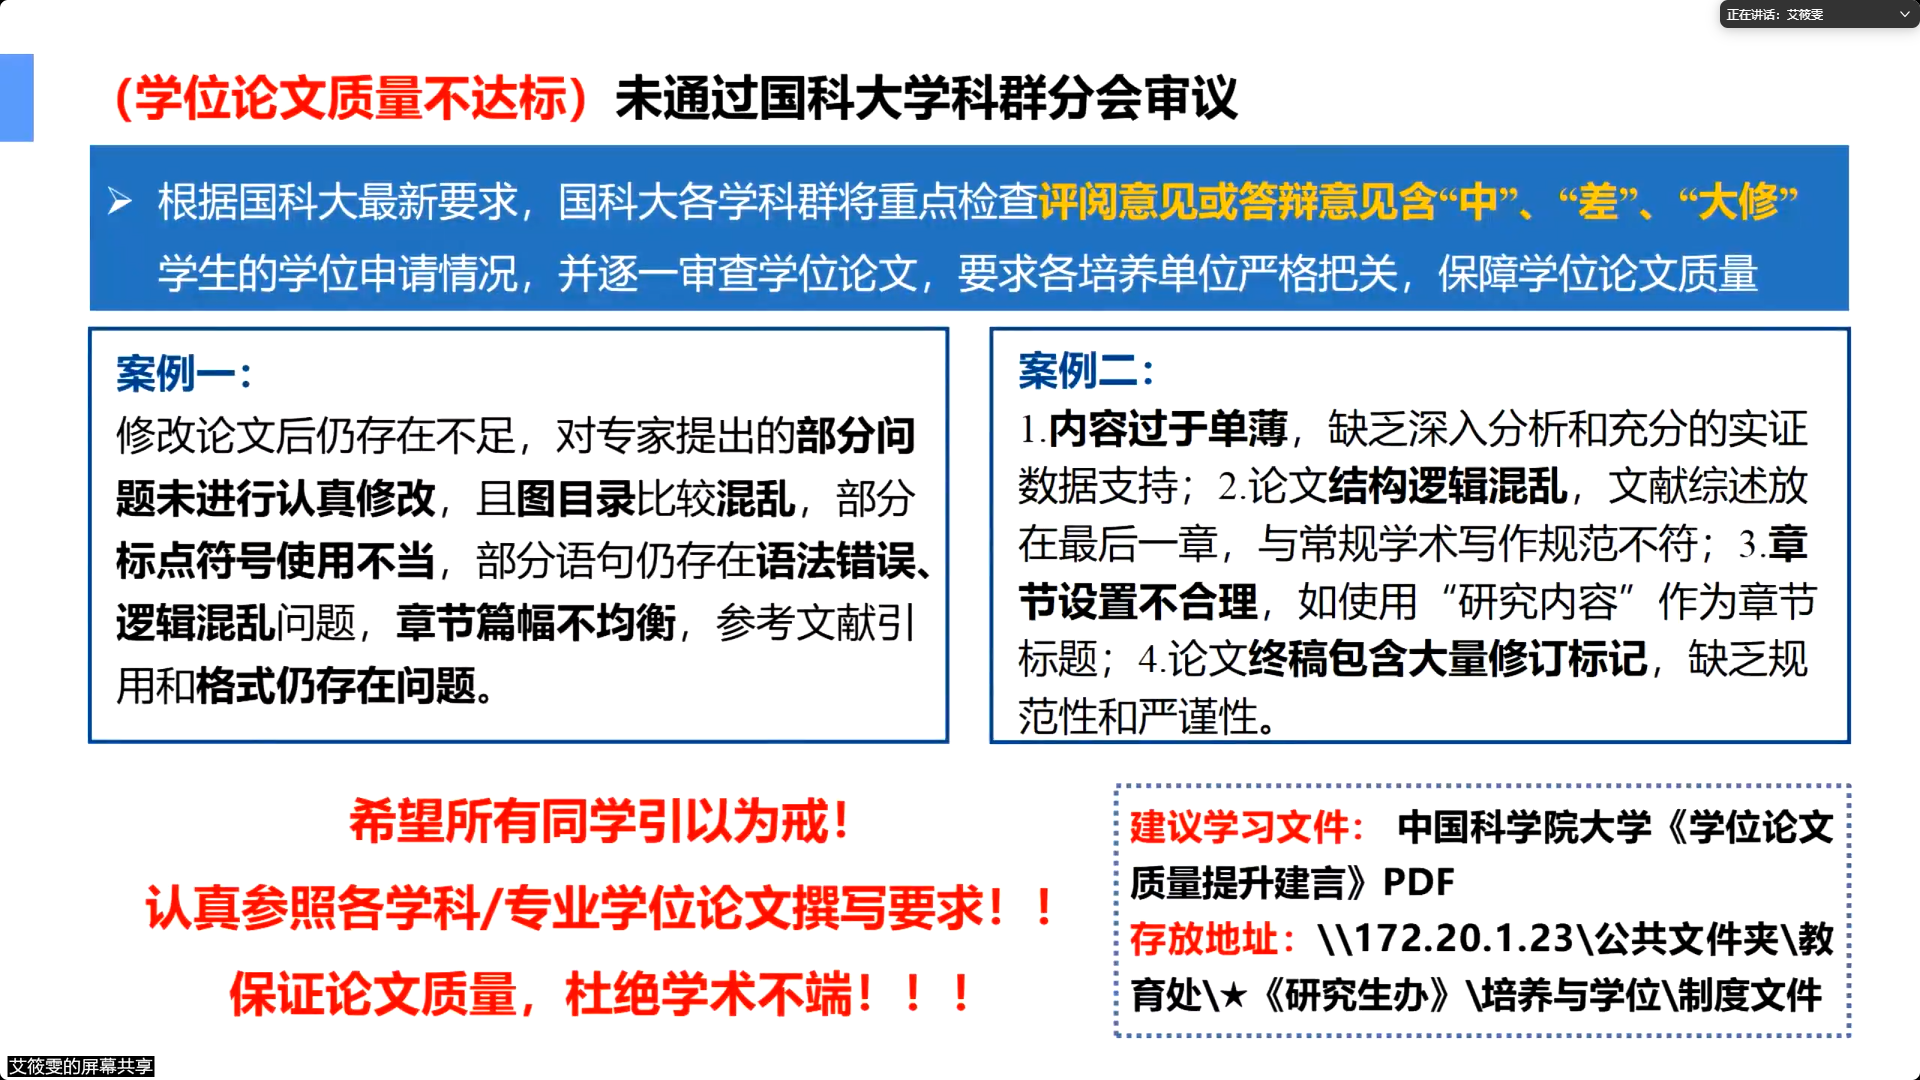 正在讲话：艾筱雯
（学位论文质量不达标）未通过国科大学科群分会审议
➢ 根据国科大最新要求，国科大各学科群将重点检查评阅意见或答辩意见含“中”、“差”、“大修”
学生的学位申请情况，并逐一审查学位论文，要求各培养单位严格把关，保障学位论文质量
案例一：
修改论文后仍存在不足，对专家提出的部分问
题未进行认真修改，且图目录比较混乱，部分
标点符号使用不当，部分语句仍存在语法错误、
逻辑混乱问题，章节篇幅不均衡，参考文献引
用和格式仍存在问题。
案例二：
1.内容过于单薄，缺乏深入分析和充分的实证
数据支持；2.论文结构逻辑混乱，文献综述放
在最后一章，与常规学术写作规范不符；3.章
节设置不合理，如使用“研究内容”作为章节
标题；4.论文终稿包含大量修订标记，缺乏规
范性和严谨性。
希望所有同学引以为戒！
认真参照各学科/专业学位论文撰写要求！！
保证论文质量，杜绝学术不端！！！
建议学习文件： 中国科学院大学《学位论文
质量提升建言》PDF
存放地址：\\172.20.1.23\公共文件夹\教
育处\★《研究生办》\培养与学位\制度文件
艾筱雯的屏幕共享